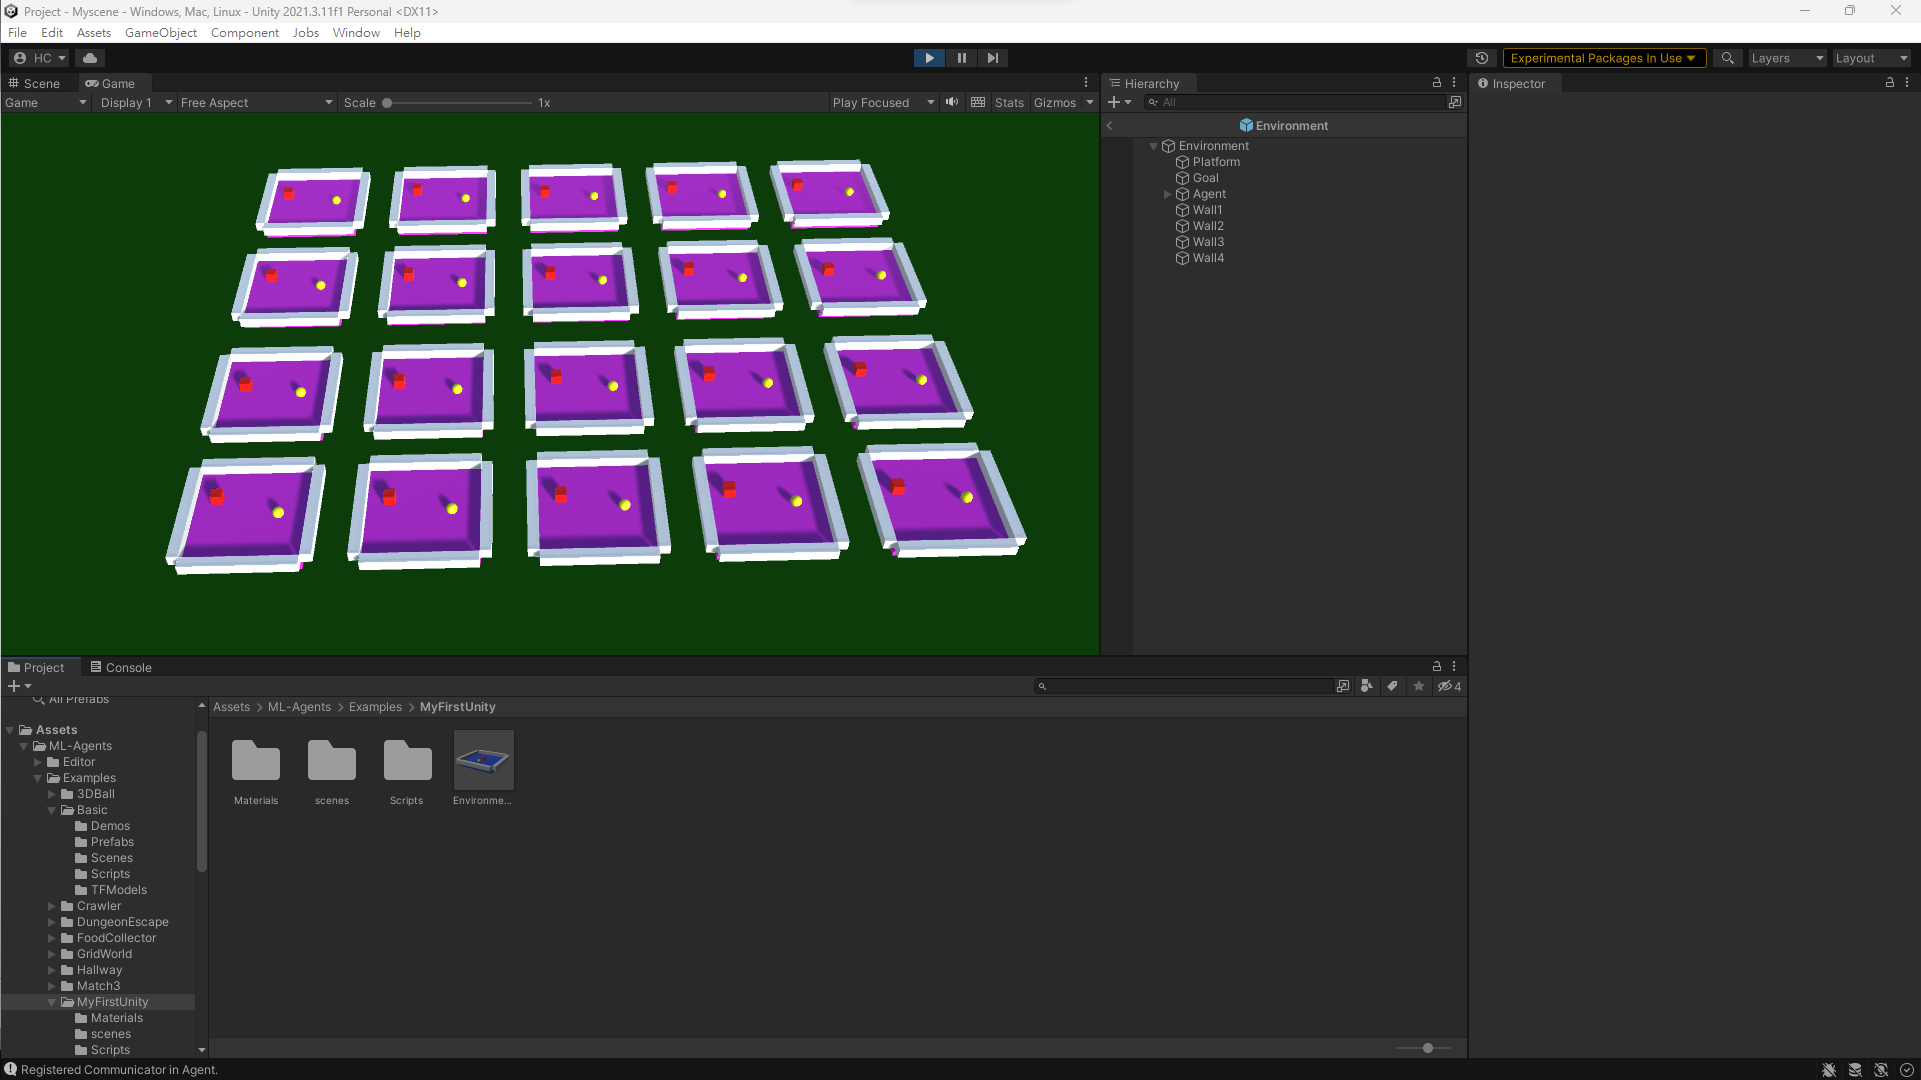 Project - Myscene - Windows, Mac, Linux - Unity 2021.3.11f1 Personal <DX11>
File Edit Assets GameObject Component Jobs Window Help
HC Experimental Packages In Use Layers Layout
Scene Game
Game Display 1 Free Aspect Scale 1x Play Focused Stats Gizmos
Hierarchy
All
Environment
Environment
Platform
Goal
Agent
Wall1
Wall2
Wall3
Wall4
Inspector
Project Console
4
All Prefabs
Assets
ML-Agents
Editor
Examples
3DBall
Basic
Demos
Prefabs
Scenes
Scripts
TFModels
Crawler
DungeonEscape
FoodCollector
GridWorld
Hallway
Match3
MyFirstUnity
Materials
scenes
Scripts
Assets > ML-Agents > Examples > MyFirstUnity
Materials scenes Scripts Environme...
Registered Communicator in Agent.